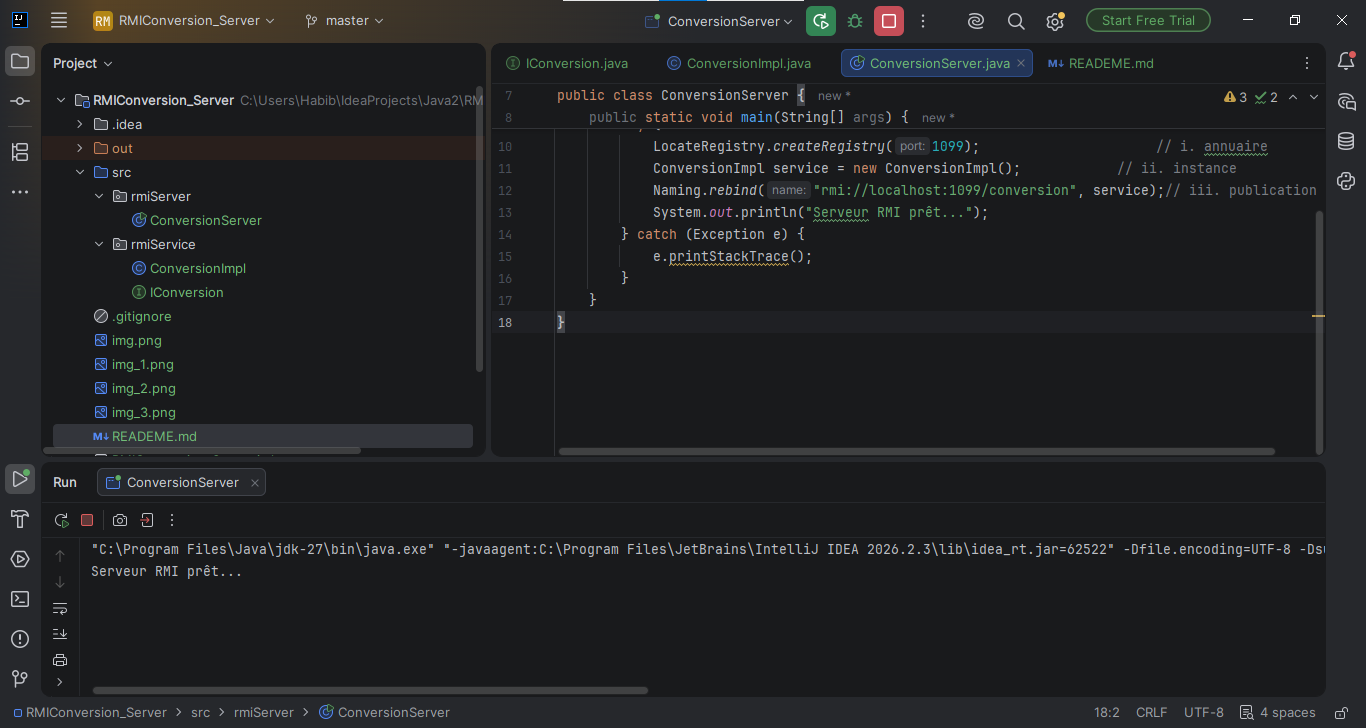 RM RMIConversion_Server
master
ConversionServer
Start Free Trial
Project
RMIConversion_Server C:\Users\Habib\IdeaProjects\Java2\RM
.idea
out
src
rmiServer
ConversionServer
rmiService
ConversionImpl
IConversion
.gitignore
img.png
img_1.png
img_2.png
img_3.png
M↓ READEME.md
IConversion.java
ConversionImpl.java
ConversionServer.java
M↓ READEME.md
7 public class ConversionServer { new *
3 2
8 public static void main(String[] args) { new *
10 LocateRegistry.createRegistry( port: 1099); // i. annuaire
11 ConversionImpl service = new ConversionImpl(); // ii. instance
12 Naming.rebind( name: "rmi://localhost:1099/conversion", service);// iii. publication
13 System.out.println("Serveur RMI prêt...");
14 } catch (Exception e) {
15 e.printStackTrace();
16 }
17 }
18 }
Run
ConversionServer
"C:\Program Files\Java\jdk-27\bin\java.exe" "-javaagent:C:\Program Files\JetBrains\IntelliJ IDEA 2026.2.3\lib\idea_rt.jar=62522" -Dfile.encoding=UTF-8 -Dsu
Serveur RMI prêt...
RMIConversion_Server > src > rmiServer > ConversionServer
18:2 CRLF UTF-8 4 spaces